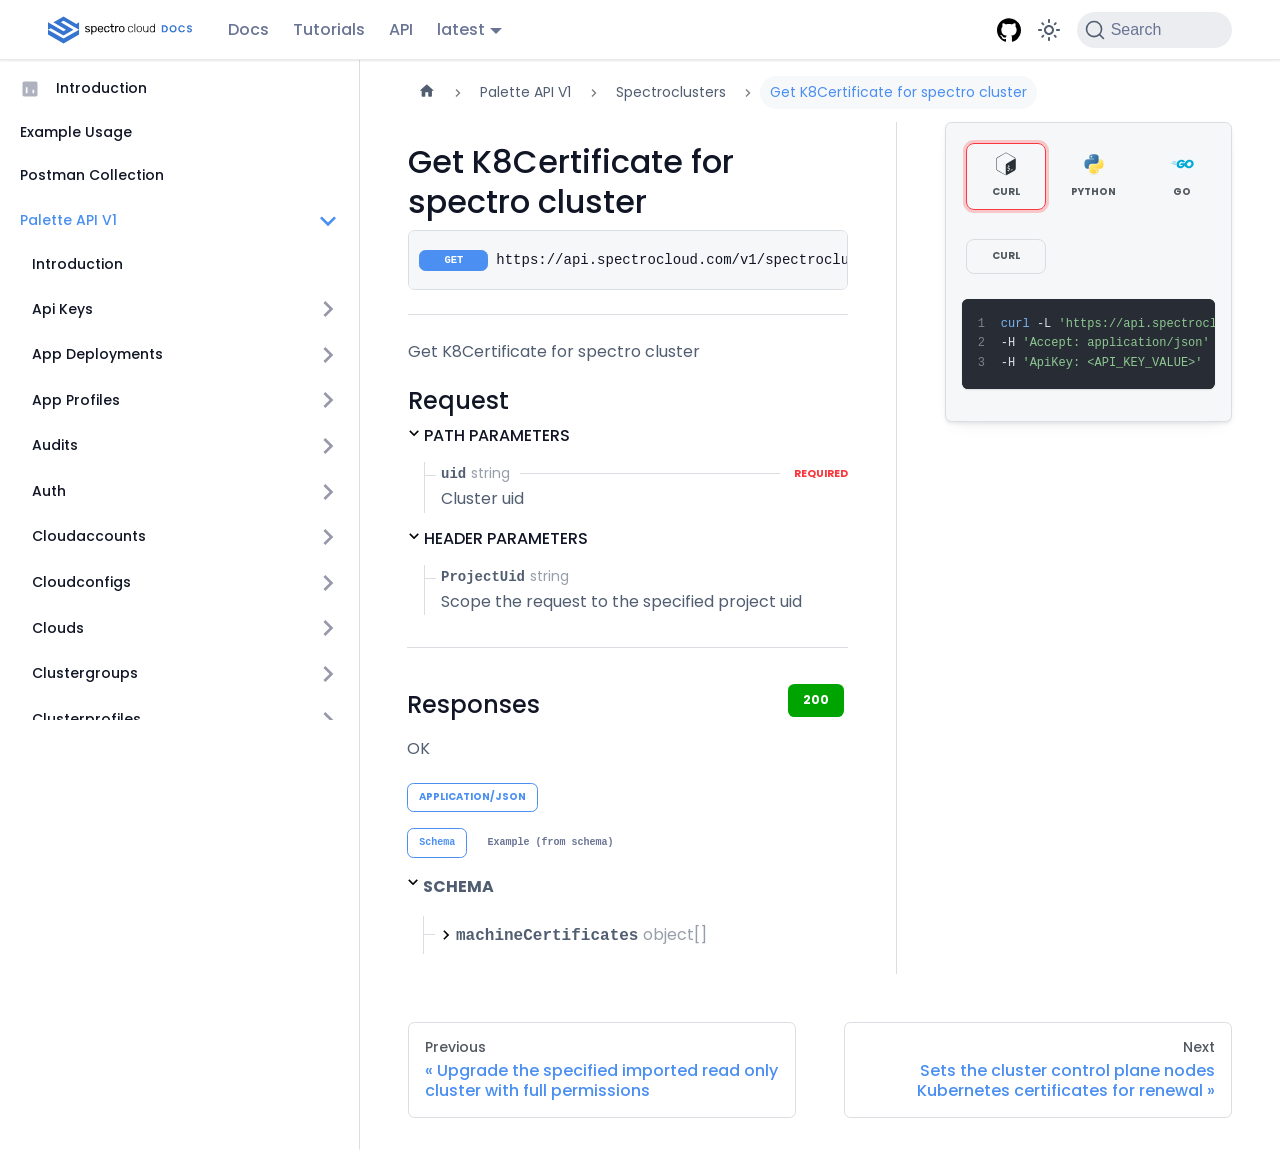 spectro cloud DOCS Docs Tutorials API latest Search
Introduction
Example Usage
Postman Collection
Palette API V1
Introduction
Api Keys
App Deployments
App Profiles
Audits
Auth
Cloudaccounts
Cloudconfigs
Clouds
Clustergroups
Clusterprofiles
Palette API V1 > Spectroclusters > Get K8Certificate for spectro cluster
Get K8Certificate for
spectro cluster
GET https://api.spectrocloud.com/v1/spectroclu
Get K8Certificate for spectro cluster
Request
PATH PARAMETERS
uid string REQUIRED
Cluster uid
HEADER PARAMETERS
ProjectUid string
Scope the request to the specified project uid
Responses 200
OK
APPLICATION/JSON
Schema Example (from schema)
SCHEMA
machineCertificates object[]
CURL PYTHON GO
CURL
1 curl -L 'https://api.spectrocl
2 -H 'Accept: application/json'
3 -H 'ApiKey: <API_KEY_VALUE>'
Previous
« Upgrade the specified imported read only
cluster with full permissions
Next
Sets the cluster control plane nodes
Kubernetes certificates for renewal »